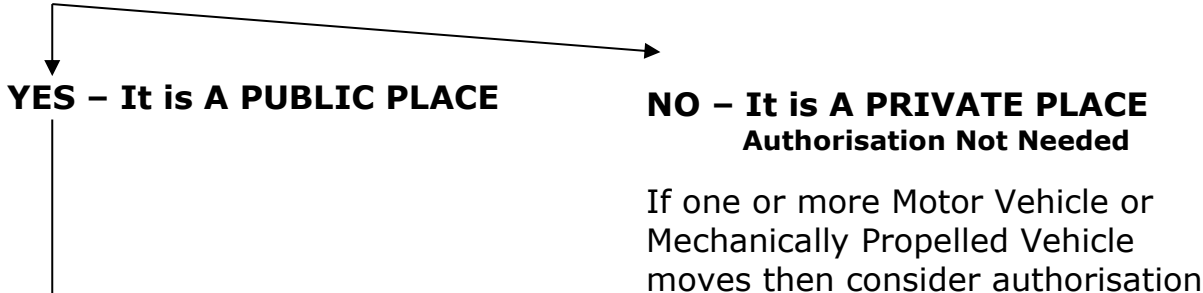 YES – It is A PUBLIC PLACE
NO – It is A PRIVATE PLACE
Authorisation Not Needed
If one or more Motor Vehicle or
Mechanically Propelled Vehicle
moves then consider authorisation